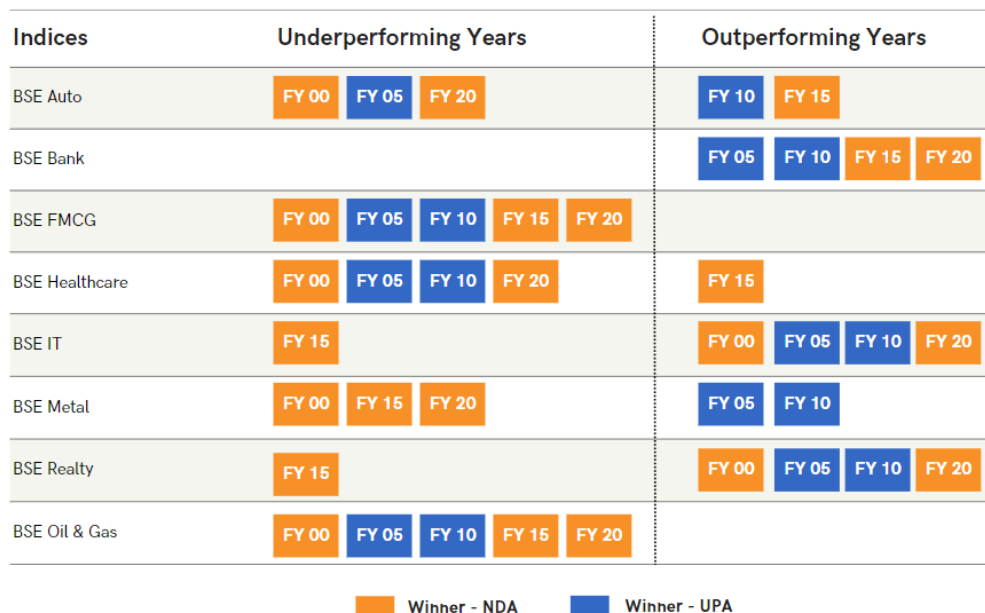 Indices Underperforming Years Outperforming Years
BSE Auto FY 00 FY 05 FY 20 FY 10 FY 15
BSE Bank FY 05 FY 10 FY 15 FY 20
BSE FMCG FY 00 FY 05 FY 10 FY 15 FY 20
BSE Healthcare FY 00 FY 05 FY 10 FY 20 FY 15
BSE IT FY 15 FY 00 FY 05 FY 10 FY 20
BSE Metal FY 00 FY 15 FY 20 FY 05 FY 10
BSE Realty FY 15 FY 00 FY 05 FY 10 FY 20
BSE Oil & Gas FY 00 FY 05 FY 10 FY 15 FY 20
Winner - NDA Winner - UPA